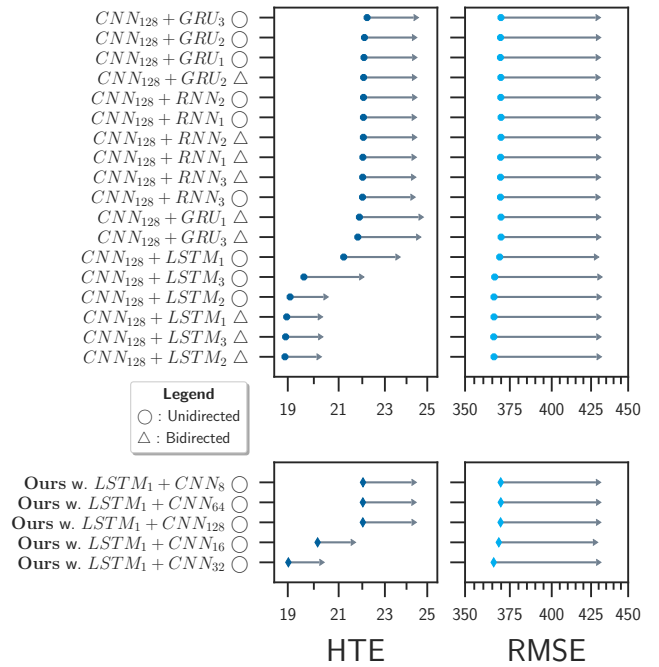 CNN₁₂₈ + GRU₃ ◯
CNN₁₂₈ + GRU₂ ◯
CNN₁₂₈ + GRU₁ ◯
CNN₁₂₈ + GRU₂ △
CNN₁₂₈ + RNN₂ ◯
CNN₁₂₈ + RNN₁ ◯
CNN₁₂₈ + RNN₂ △
CNN₁₂₈ + RNN₁ △
CNN₁₂₈ + RNN₃ △
CNN₁₂₈ + RNN₃ ◯
CNN₁₂₈ + GRU₁ △
CNN₁₂₈ + GRU₃ △
CNN₁₂₈ + LSTM₁ ◯
CNN₁₂₈ + LSTM₃ ◯
CNN₁₂₈ + LSTM₂ ◯
CNN₁₂₈ + LSTM₁ △
CNN₁₂₈ + LSTM₃ △
CNN₁₂₈ + LSTM₂ △
19 21 23 25 350 375 400 425 450
Legend
◯ : Unidirected
△ : Bidirected
Ours w. LSTM₁ + CNN₈ ◯
Ours w. LSTM₁ + CNN₆₄ ◯
Ours w. LSTM₁ + CNN₁₂₈ ◯
Ours w. LSTM₁ + CNN₁₆ ◯
Ours w. LSTM₁ + CNN₃₂ ◯
19 21 23 25 350 375 400 425 450
HTE RMSE